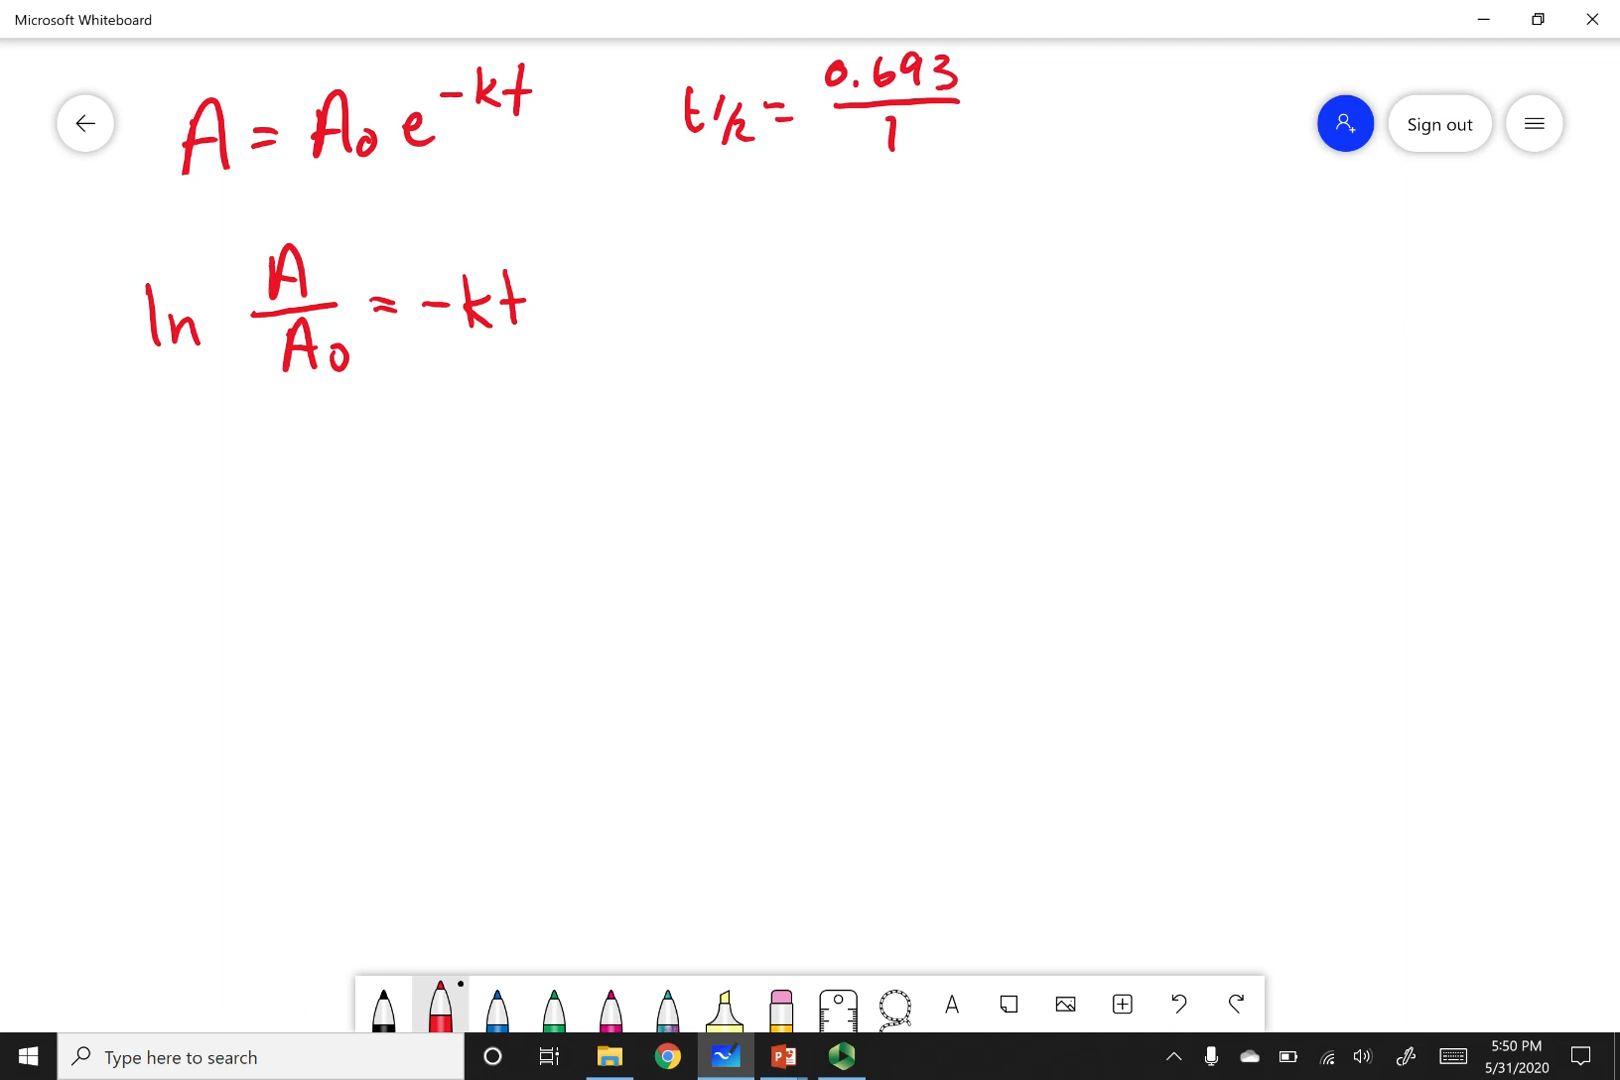 Microsoft Whiteboard
A = A₀ e^{-kt}
t 1/2 = 0.693 / 1
Sign out
ln A / A₀ = -kt
A
Type here to search
5:50 PM
5/31/2020